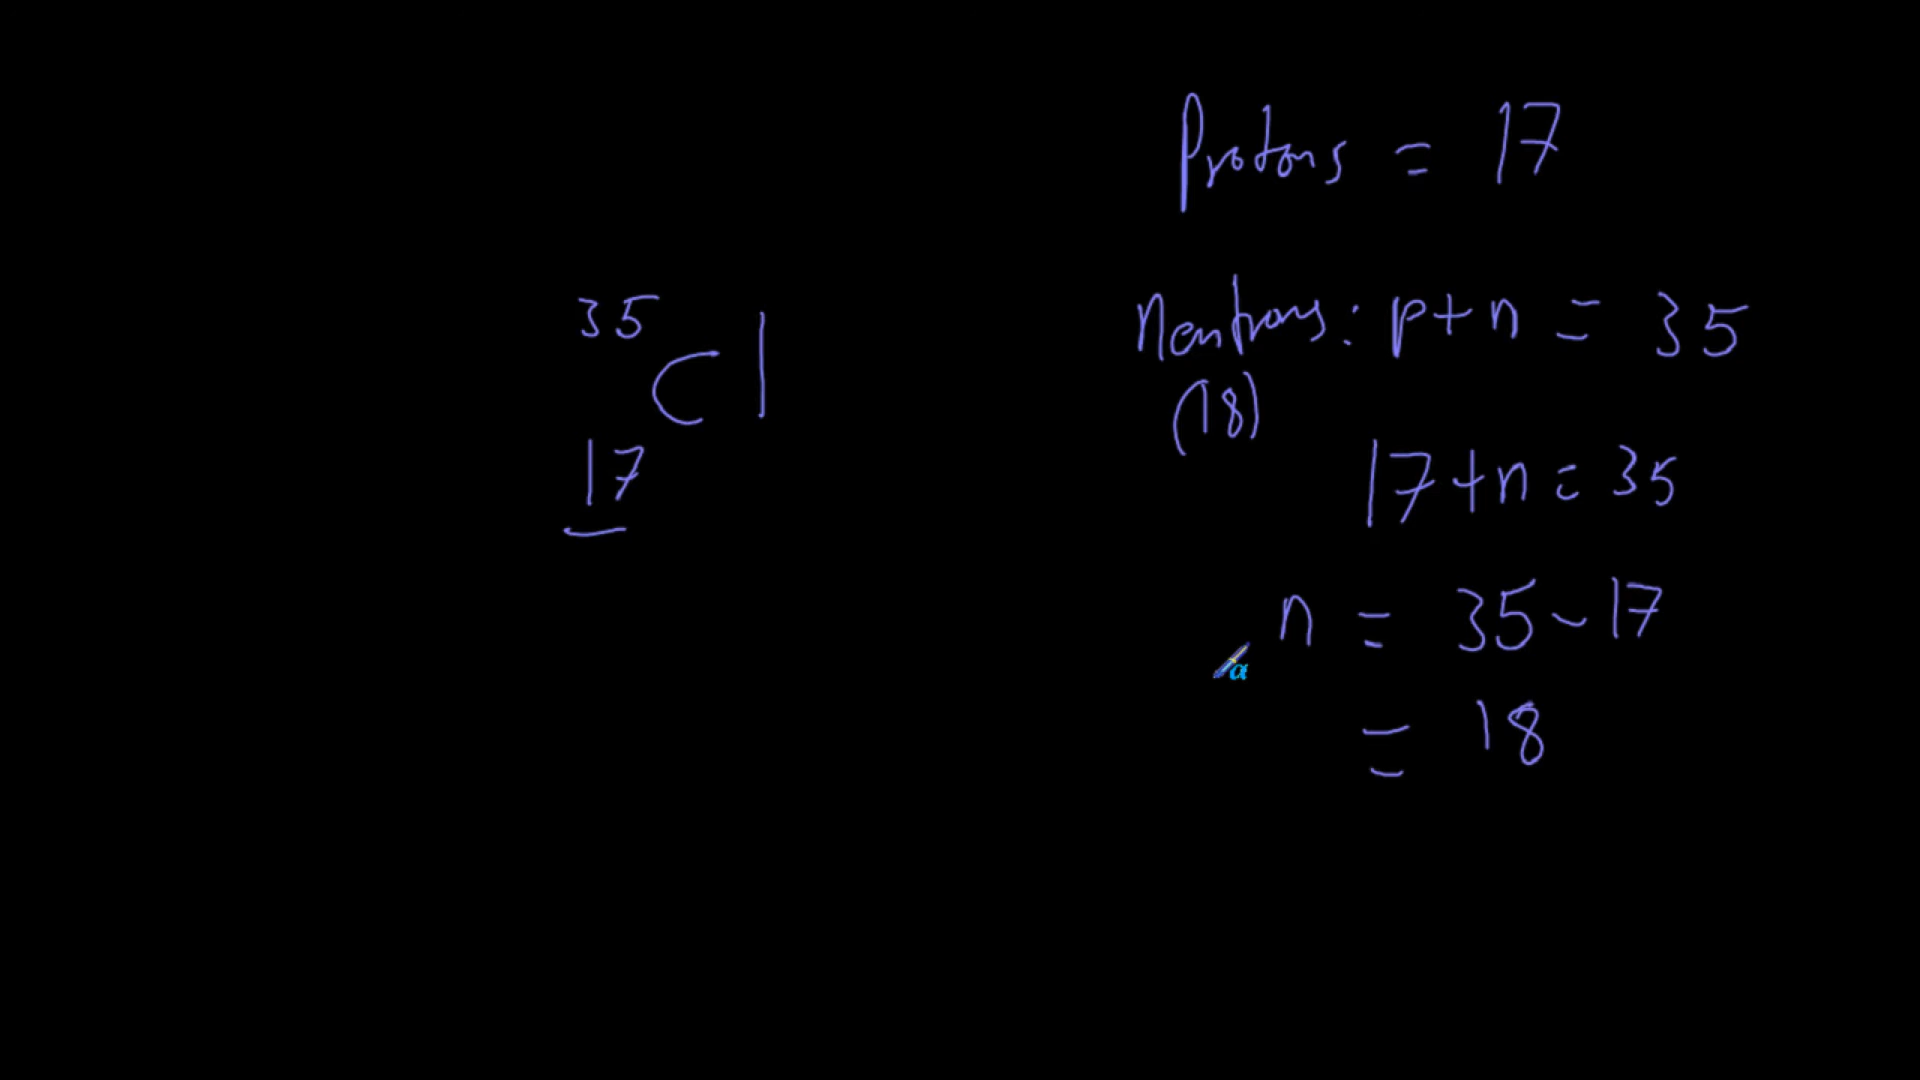 35
Cl
17
Protons = 17
Neutrons: p+n = 35
(18)
17+n=35
n = 35-17
= 18